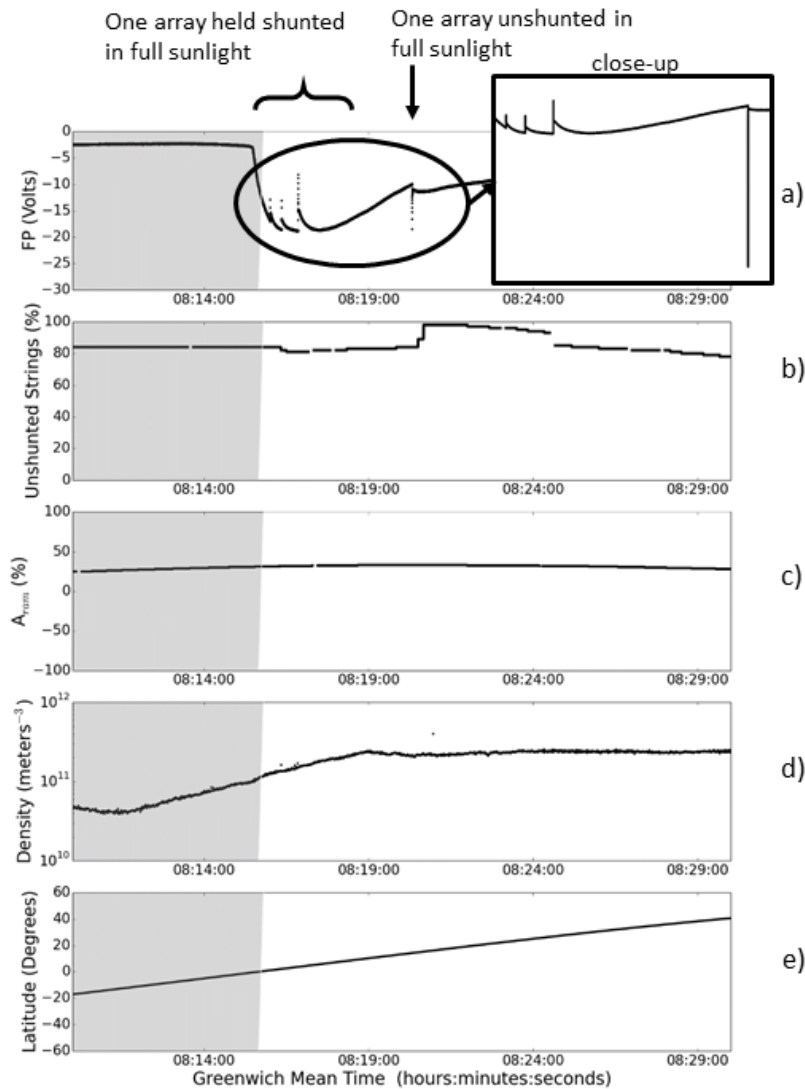 One array held shunted
in full sunlight
One array unshunted in
full sunlight
close-up
FP (Volts)
0
−5
−10
−15
−20
−25
−30
08:14:00 08:19:00 08:24:00 08:29:00
a)
Unshunted Strings (%)
100
80
60
40
20
0
08:14:00 08:19:00 08:24:00 08:29:00
b)
A_ram (%)
100
50
0
−50
−100
08:14:00 08:19:00 08:24:00 08:29:00
c)
Density (meters⁻³)
10¹²
10¹¹
10¹⁰
08:14:00 08:19:00 08:24:00 08:29:00
d)
Latitude (Degrees)
60
40
20
0
−20
−40
−60
08:14:00 08:19:00 08:24:00 08:29:00
e)
Greenwich Mean Time (hours:minutes:seconds)